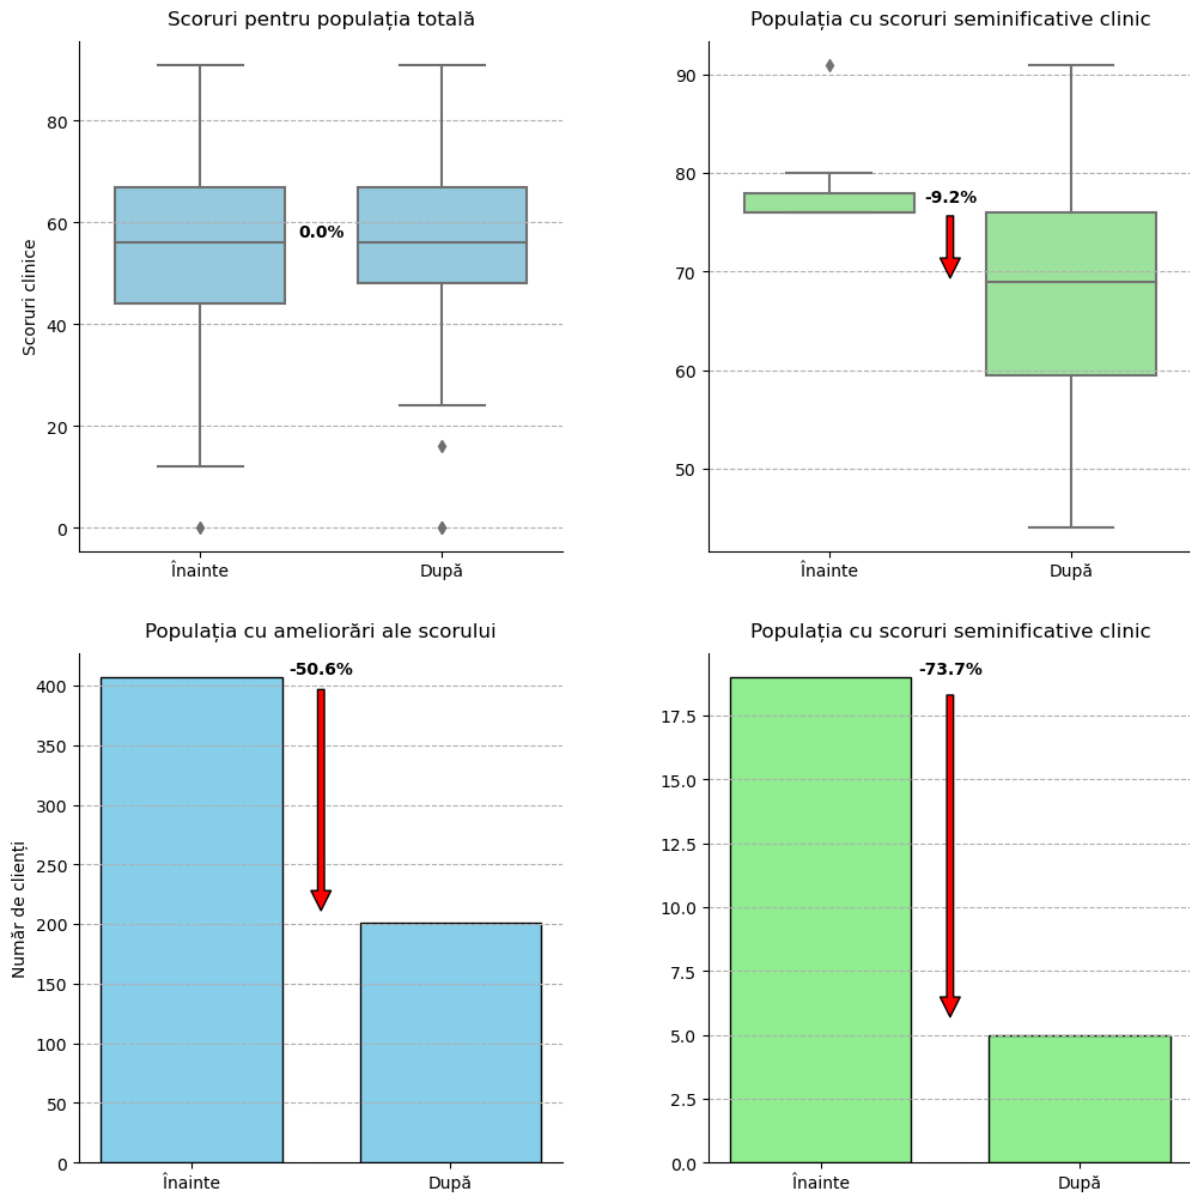 Scoruri pentru populația totală
Populația cu scoruri seminificative clinic
Scoruri clinice
80
60
40
20
0
0.0%
Înainte
După
90
80
70
60
50
-9.2%
Înainte
După
Populația cu ameliorări ale scorului
Populația cu scoruri seminificative clinic
Număr de clienți
400
350
300
250
200
150
100
50
0
-50.6%
Înainte
După
17.5
15.0
12.5
10.0
7.5
5.0
2.5
0.0
-73.7%
Înainte
După